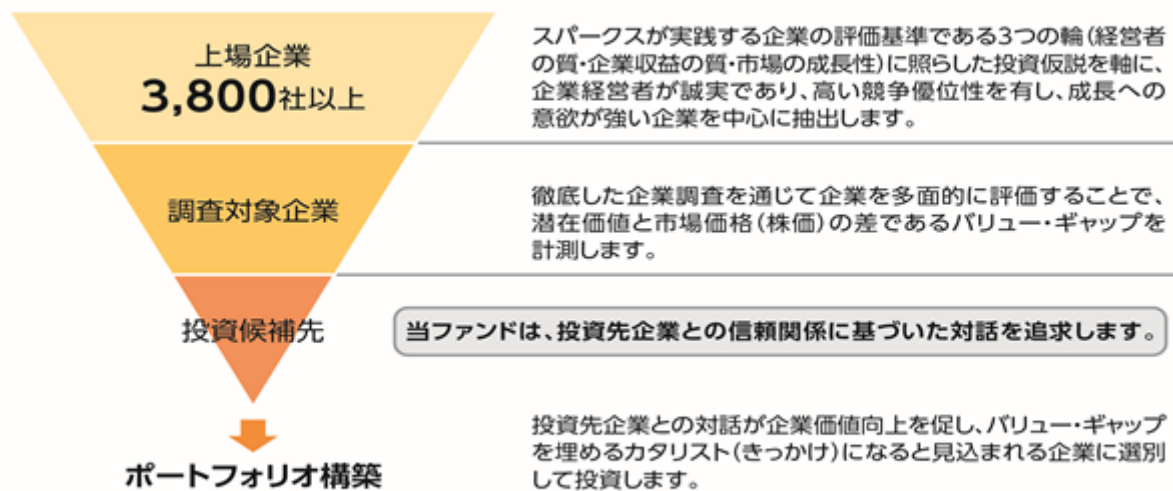 上場企業
3,800社以上
スパークスが実践する企業の評価基準である3つの輪(経営者
の質・企業収益の質・市場の成長性)に照らした投資仮説を軸に、
企業経営者が誠実であり、高い競争優位性を有し、成長への
意欲が強い企業を中心に抽出します。
調査対象企業
徹底した企業調査を通じて企業を多面的に評価することで、
潜在価値と市場価格(株価)の差であるバリュー・ギャップを
計測します。
投資候補先
当ファンドは、投資先企業との信頼関係に基づいた対話を追求します。
ポートフォリオ構築
投資先企業との対話が企業価値向上を促し、バリュー・ギャップ
を埋めるカタリスト(きっかけ)になると見込まれる企業に選別
して投資します。